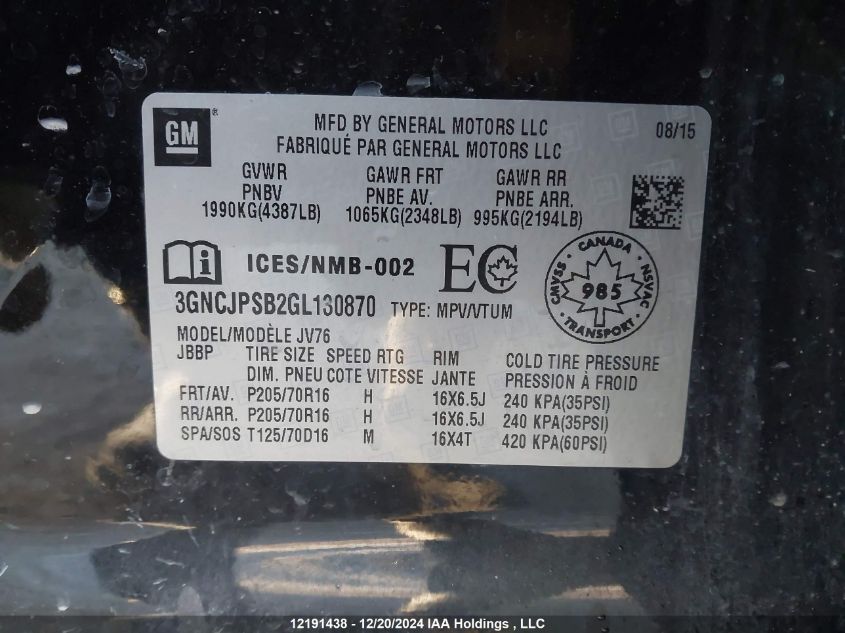 GM ®
MFD BY GENERAL MOTORS LLC 08/15
FABRIQUÉ PAR GENERAL MOTORS LLC
GVWR GAWR FRT GAWR RR
PNBV PNBE AV. PNBE ARR.
1990KG(4387LB) 1065KG(2348LB) 995KG(2194LB)
i ICES/NMB-002 EC
CANADA
CMVSS 985 NSVAC
TRANSPORT
3GNCJPSB2GL130870 TYPE: MPV/VTUM
MODEL/MODÈLE JV76
JBBP TIRE SIZE SPEED RTG RIM COLD TIRE PRESSURE
DIM. PNEU COTE VITESSE JANTE PRESSION À FROID
FRT/AV. P205/70R16 H 16X6.5J 240 KPA(35PSI)
RR/ARR. P205/70R16 H 16X6.5J 240 KPA(35PSI)
SPA/SOS T125/70D16 M 16X4T 420 KPA(60PSI)
12191438 - 12/20/2024 IAA Holdings , LLC